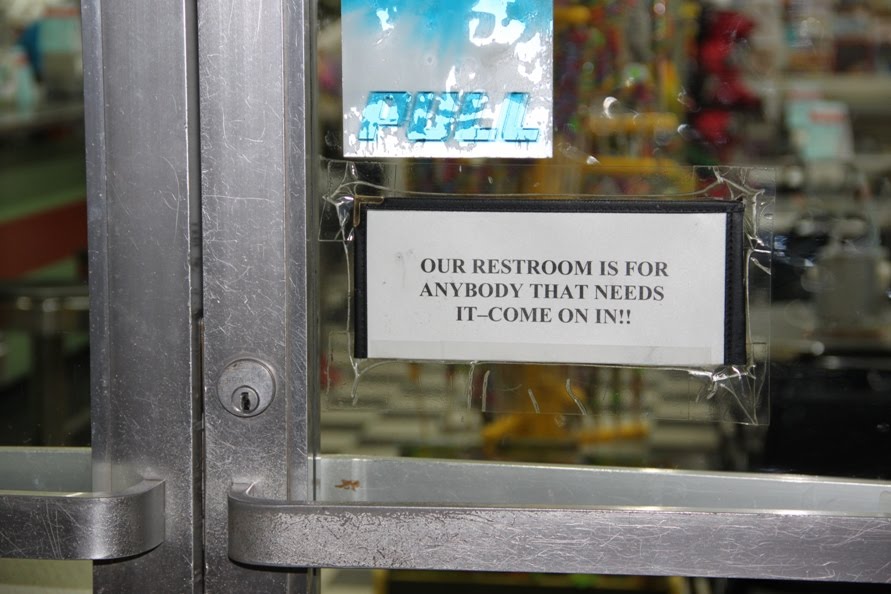 PULL
OUR RESTROOM IS FOR
ANYBODY THAT NEEDS
IT–COME ON IN!!